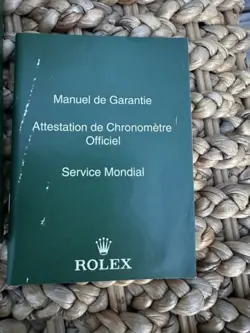 Manuel de Garantie
Attestation de Chronomètre
Officiel
Service Mondial
ROLEX